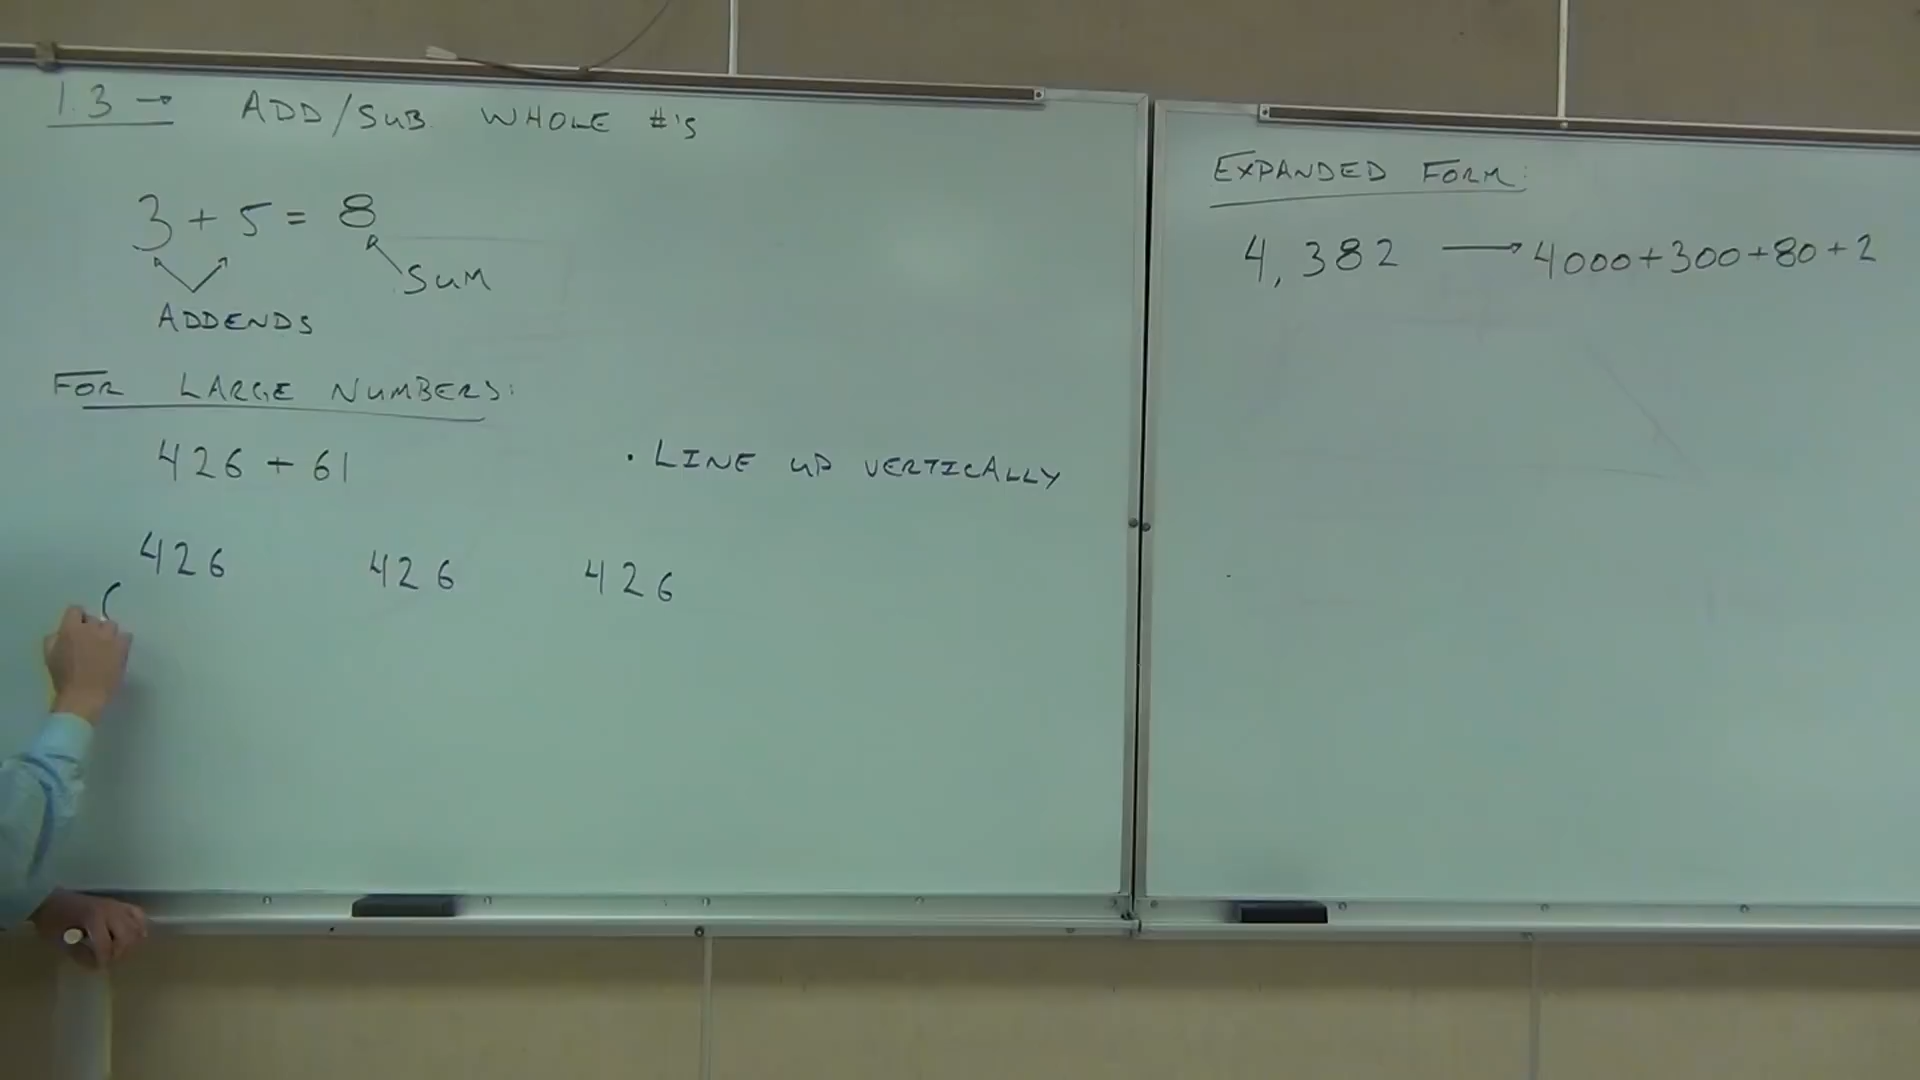 1.3 → ADD/SUB WHOLE #'s
3 + 5 = 8
SUM
ADDENDS
FOR LARGE NUMBERS:
426 + 61
• LINE UP VERTICALLY
426 426 426
EXPANDED FORM:
4,382 → 4000+300+80+2